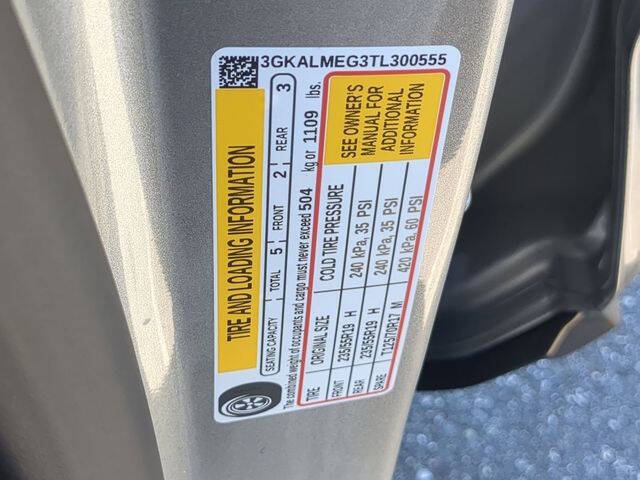 3GKALMEG3TL300555
TIRE AND LOADING INFORMATION
SEATING CAPACITY TOTAL 5 FRONT 2 REAR 3
The combined weight of occupants and cargo must never exceed 504 kg or 1109 lbs.
TIRE ORIGINAL SIZE COLD TIRE PRESSURE
FRONT 235/55R19 H 240 kPa, 35 PSI
REAR 235/55R19 H 240 kPa, 35 PSI
SPARE T125/70R17 M 420 kPa, 60 PSI
SEE OWNER'S
MANUAL FOR
ADDITIONAL
INFORMATION